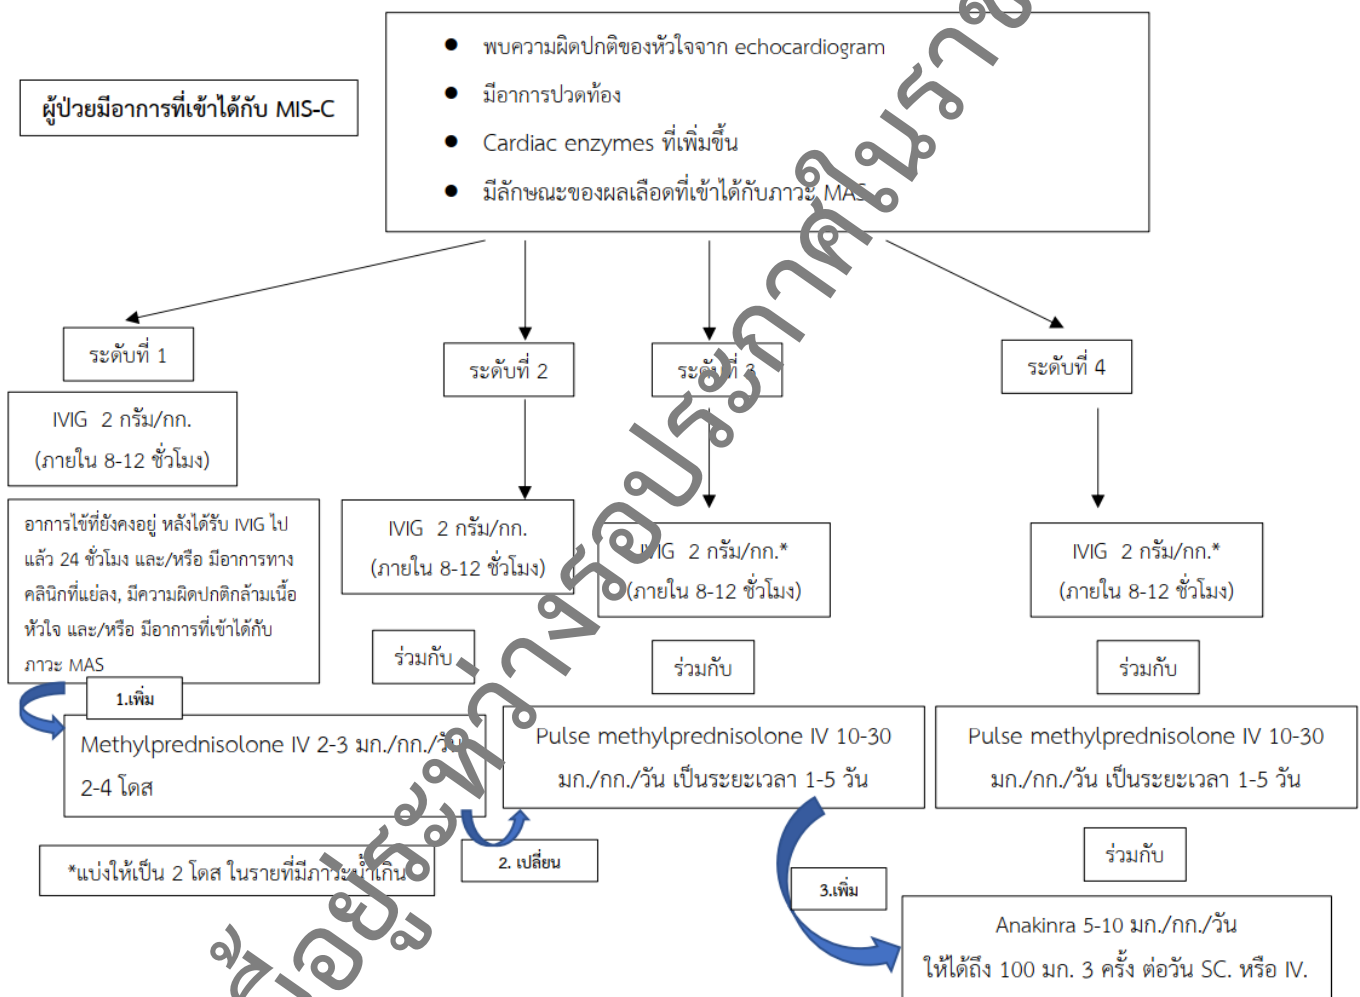 พบความผิดปกติของหัวใจจาก echocardiogram
มีอาการปวดท้อง
Cardiac enzymes ที่เพิ่มขึ้น
มีลักษณะของผลเลือดที่เข้าได้กับภาวะ MAS
ผู้ป่วยมีอาการที่เข้าได้กับ MIS-C
ระดับที่ 1
ระดับที่ 2
ระดับที่ 3
ระดับที่ 4
IVIG 2 กรัม/กก.
(ภายใน 8-12 ชั่วโมง)
อาการไข้ที่ยังคงอยู่ หลังได้รับ IVIG ไป
แล้ว 24 ชั่วโมง และ/หรือ มีอาการทาง
คลินิกที่แย่ลง, มีความผิดปกติกล้ามเนื้อ
หัวใจ และ/หรือ มีอาการที่เข้าได้กับ
ภาวะ MAS
IVIG 2 กรัม/กก.
(ภายใน 8-12 ชั่วโมง)
IVIG 2 กรัม/กก.*
(ภายใน 8-12 ชั่วโมง)
IVIG 2 กรัม/กก.*
(ภายใน 8-12 ชั่วโมง)
ร่วมกับ
ร่วมกับ
ร่วมกับ
1.เพิ่ม
Methylprednisolone IV 2-3 มก./กก./วัน
2-4 โดส
Pulse methylprednisolone IV 10-30
มก./กก./วัน เป็นระยะเวลา 1-5 วัน
Pulse methylprednisolone IV 10-30
มก./กก./วัน เป็นระยะเวลา 1-5 วัน
*แบ่งให้เป็น 2 โดส ในรายที่มีภาวะน้ำเกิน
2. เปลี่ยน
ร่วมกับ
3.เพิ่ม
Anakinra 5-10 มก./กก./วัน
ให้ได้ถึง 100 มก. 3 ครั้ง ต่อวัน SC. หรือ IV.
อยู่ระหว่างรอประกาศในราช